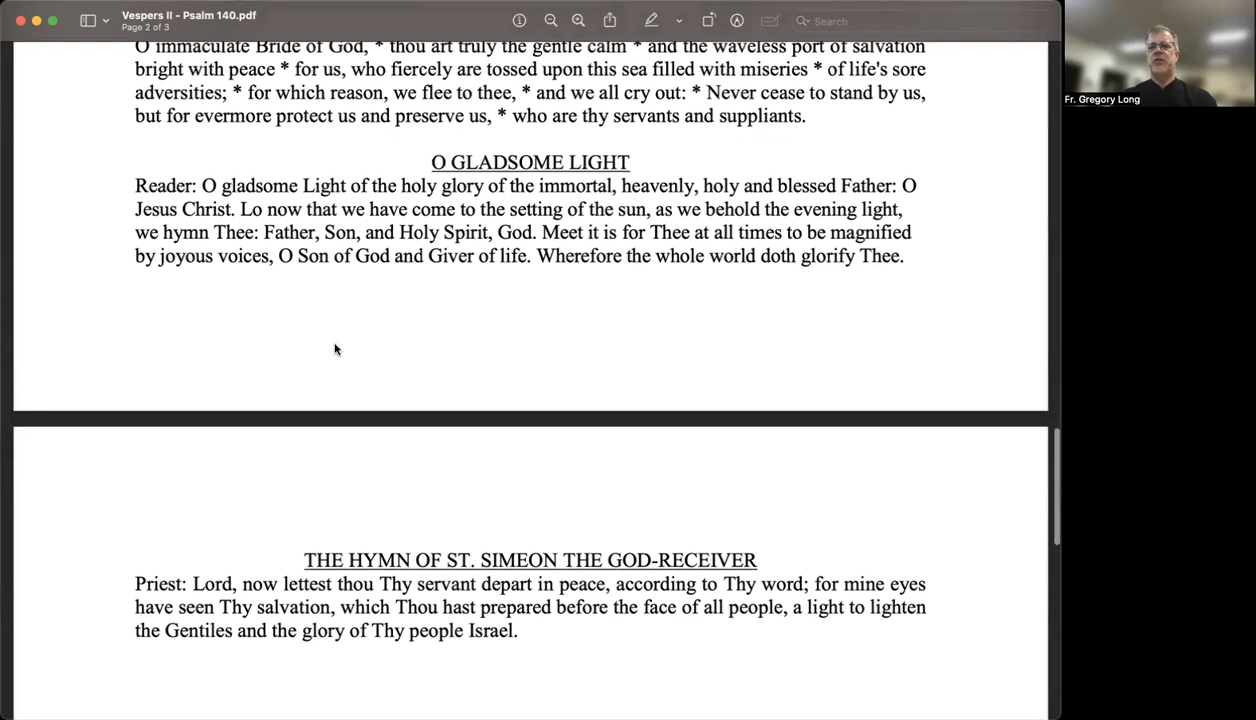 Vespers II - Psalm 140.pdf
Page 2 of 3
Search
Fr. Gregory Long
O immaculate Bride of God, * thou art truly the gentle calm * and the waveless port of salvation
bright with peace * for us, who fiercely are tossed upon this sea filled with miseries * of life's sore
adversities; * for which reason, we flee to thee, * and we all cry out: * Never cease to stand by us,
but for evermore protect us and preserve us, * who are thy servants and suppliants.
O GLADSOME LIGHT
Reader: O gladsome Light of the holy glory of the immortal, heavenly, holy and blessed Father: O
Jesus Christ. Lo now that we have come to the setting of the sun, as we behold the evening light,
we hymn Thee: Father, Son, and Holy Spirit, God. Meet it is for Thee at all times to be magnified
by joyous voices, O Son of God and Giver of life. Wherefore the whole world doth glorify Thee.
THE HYMN OF ST. SIMEON THE GOD-RECEIVER
Priest: Lord, now lettest thou Thy servant depart in peace, according to Thy word; for mine eyes
have seen Thy salvation, which Thou hast prepared before the face of all people, a light to lighten
the Gentiles and the glory of Thy people Israel.